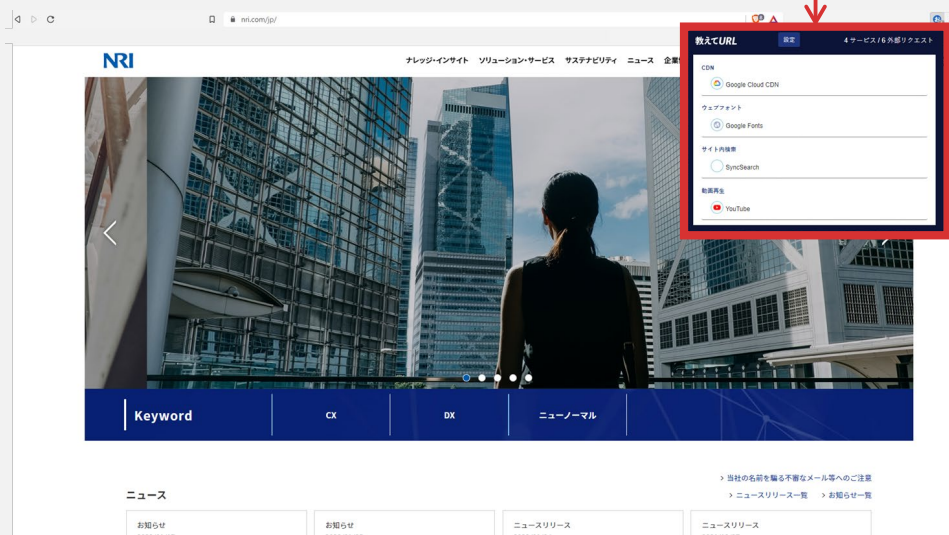 nri.com/jp/
教えてURL
設定
4 サービス / 6 外部リクエスト
CDN
Google Cloud CDN
ウェブフォント
Google Fonts
サイト内検索
SyncSearch
動画再生
YouTube
NRI
ナレッジ・インサイト ソリューション・サービス サステナビリティ ニュース 企業
Keyword
CX
DX
ニューノーマル
> 当社の名前を騙る不審なメール等へのご注意
ニュース
> ニュースリリース一覧 > お知らせ一覧
お知らせ
お知らせ
ニュースリリース
ニュースリリース